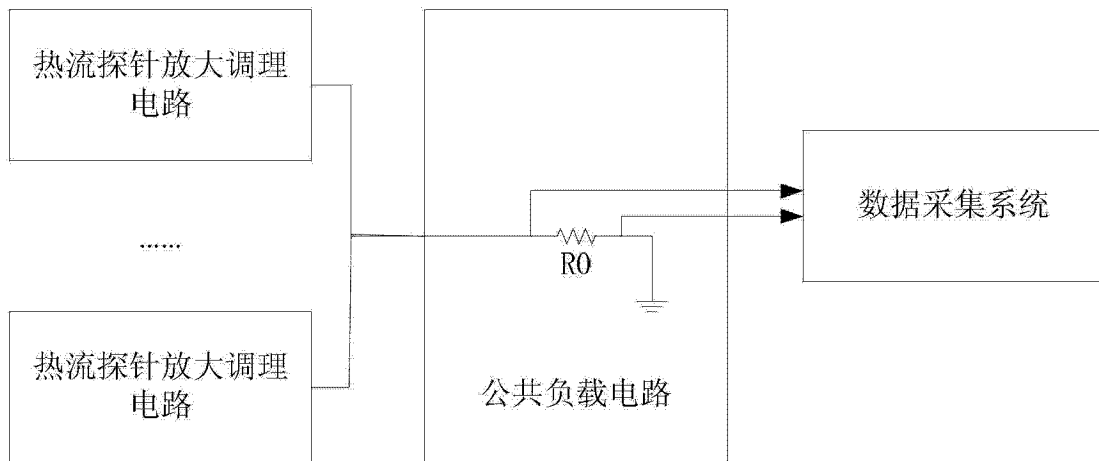 热流探针放大调理
电路
……
热流探针放大调理
电路
R0
公共负载电路
数据采集系统